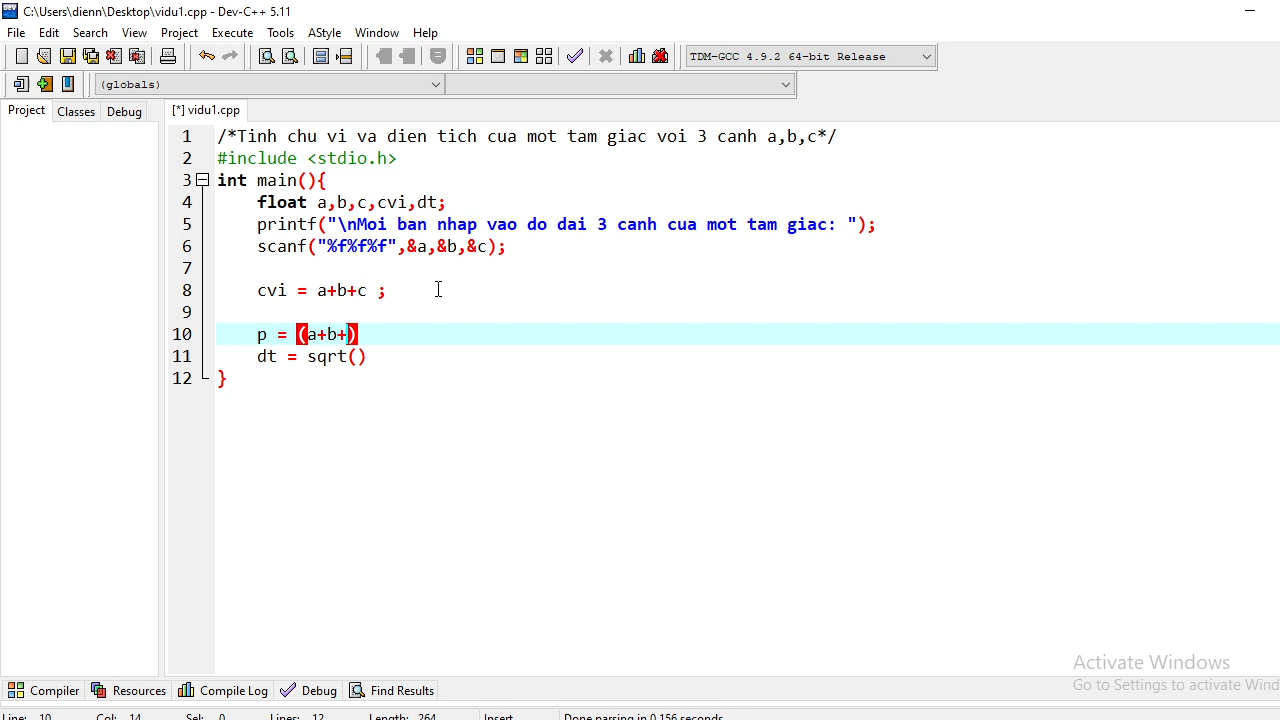 C:\Users\dienn\Desktop\vidu1.cpp - Dev-C++ 5.11
File Edit Search View Project Execute Tools AStyle Window Help
TDM-GCC 4.9.2 64-bit Release
(globals)
Project Classes Debug
[*] vidu1.cpp
1 /*Tinh chu vi va dien tich cua mot tam giac voi 3 canh a,b,c*/
2 #include <stdio.h>
3 int main(){
4 float a,b,c,cvi,dt;
5 printf("\nMoi ban nhap vao do dai 3 canh cua mot tam giac: ");
6 scanf("%f%f%f",&a,&b,&c);
7
8 cvi = a+b+c ;
9
10 p = (a+b+)
11 dt = sqrt()
12 }
Activate Windows
Go to Settings to activate Wind
Compiler Resources Compile Log Debug Find Results
Line: 10 Col: 14 Sel: 0 Lines: 12 Length: 264 Insert Done parsing in 0.156 seconds